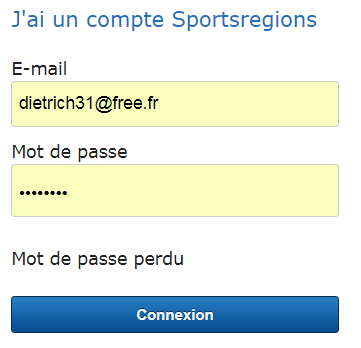 J'ai un compte Sportsregions
E-mail
dietrich31@free.fr
Mot de passe
••••••••
Mot de passe perdu
Connexion